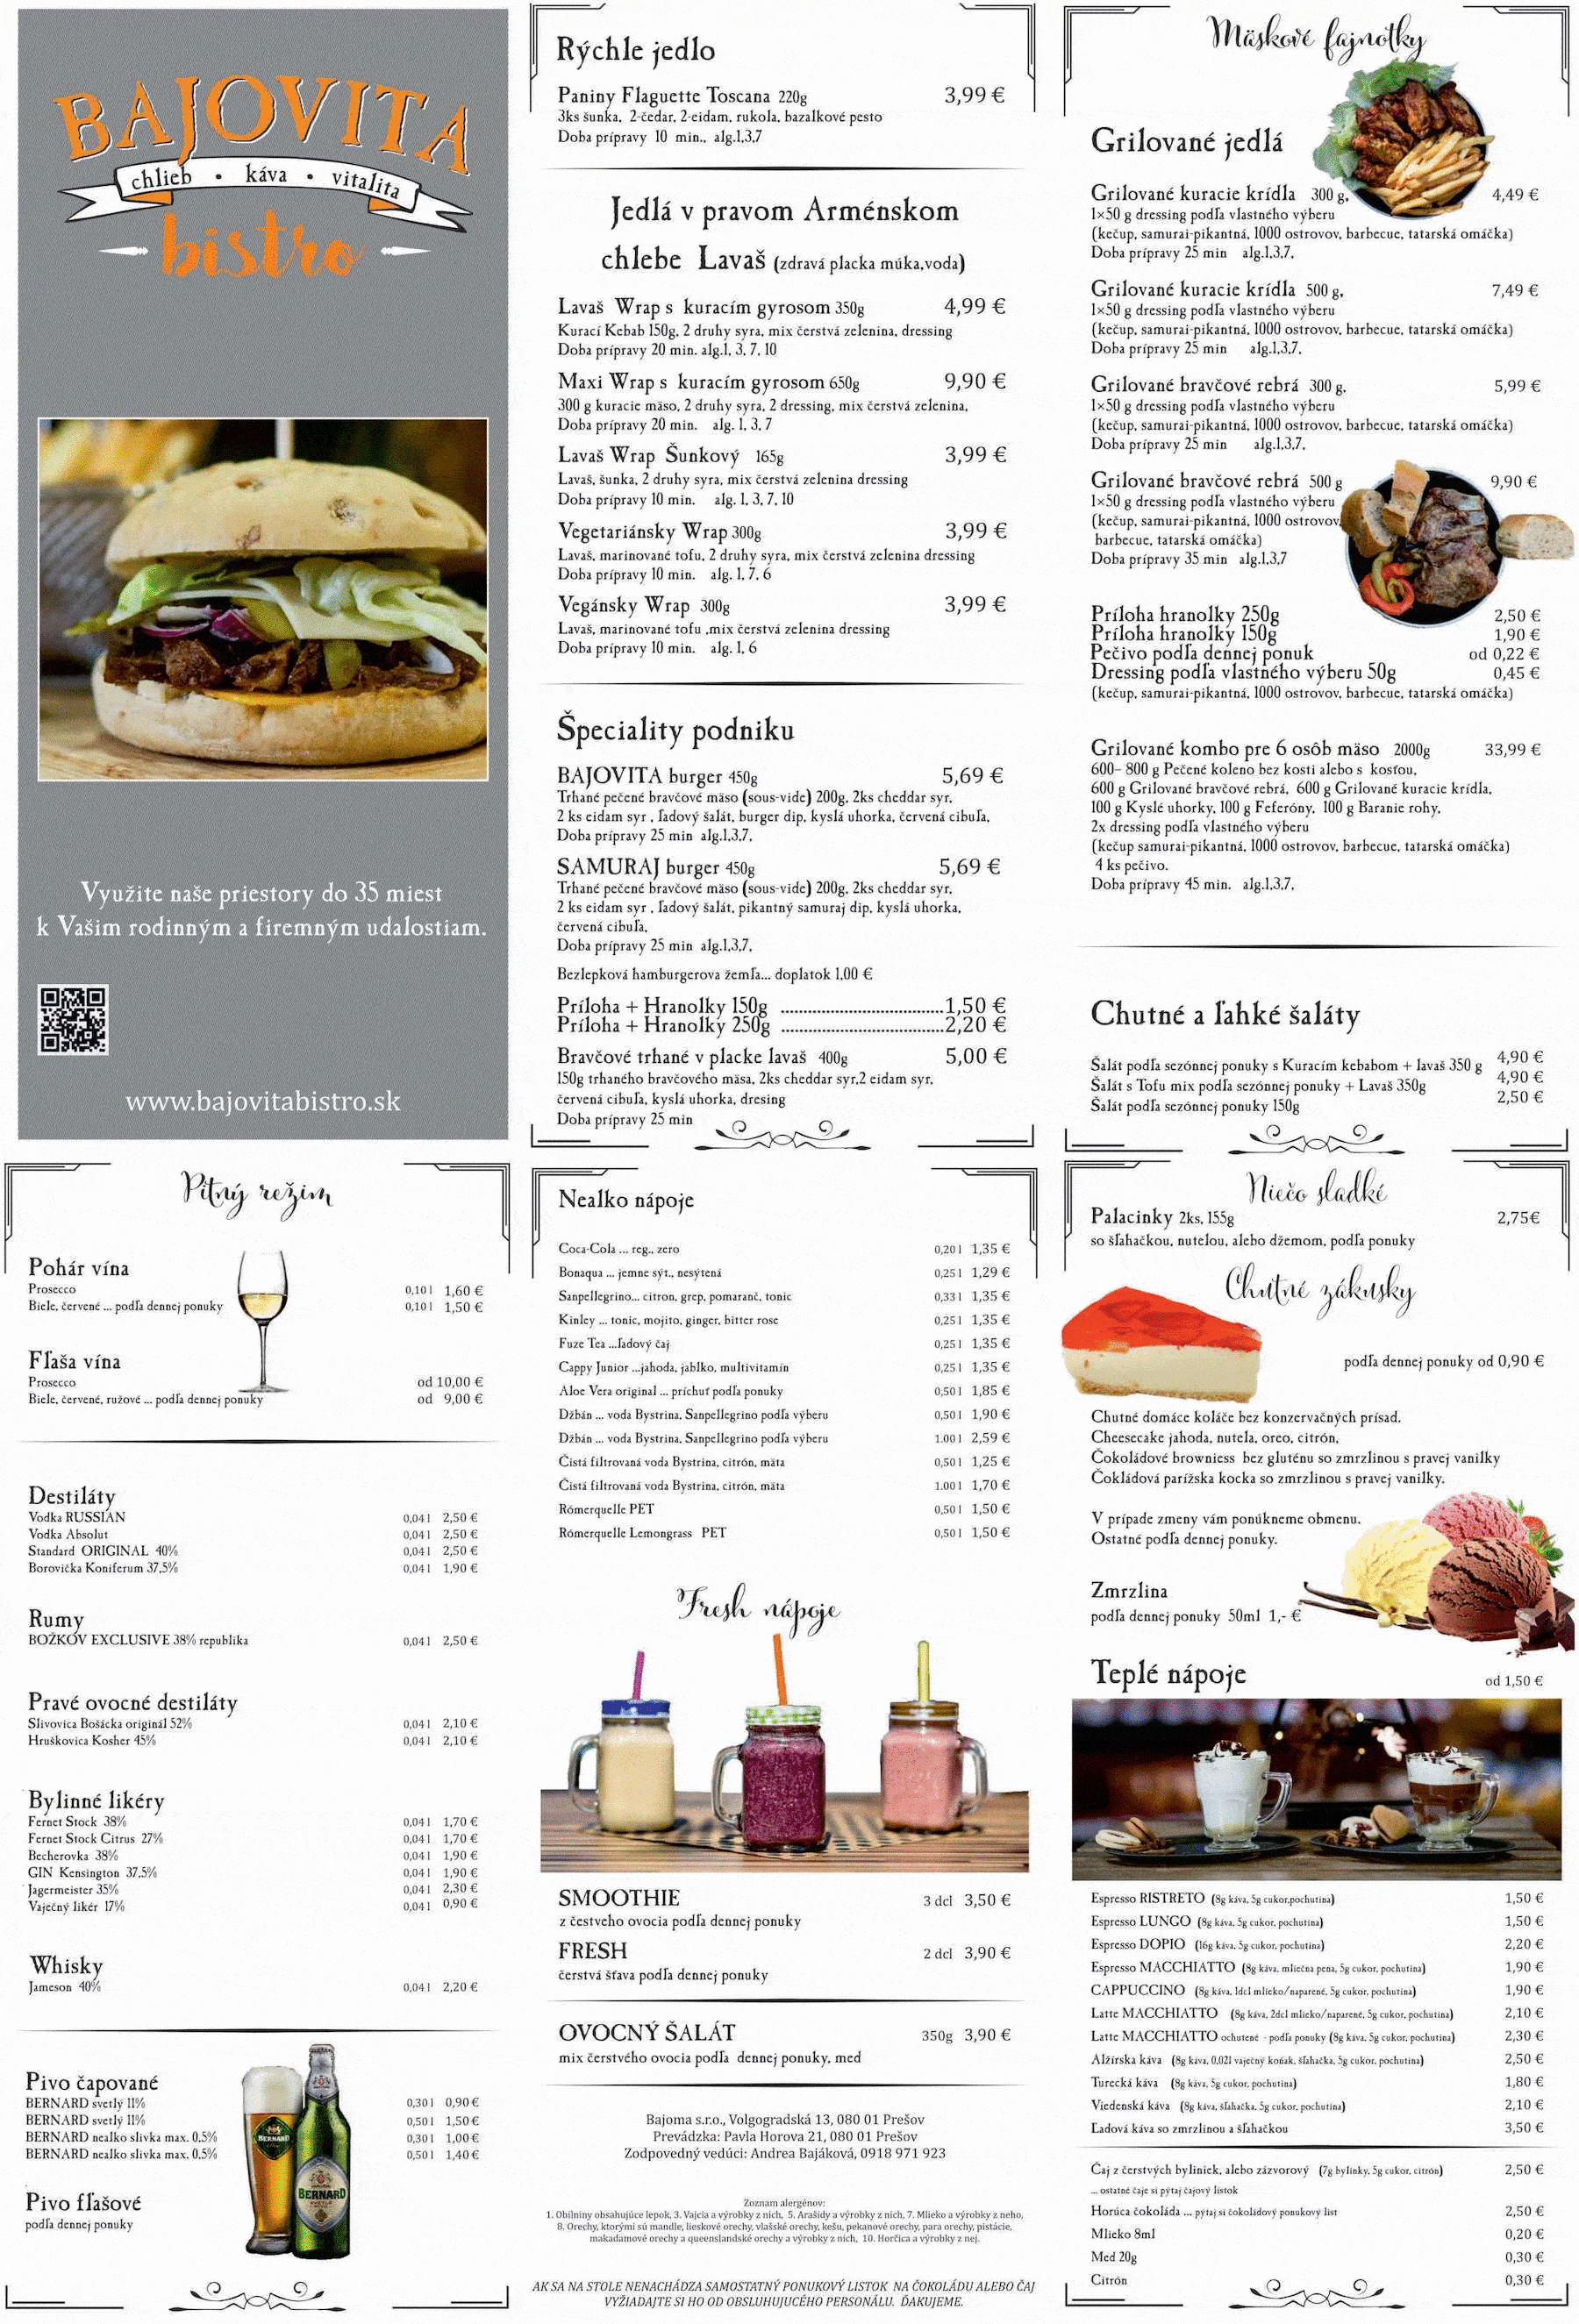 BAJOVITA
chlieb • káva • vitalita
bistro
Využite naše priestory do 35 miest
k Vašim rodinným a firemným udalostiam.
www.bajovitabistro.sk
Rýchle jedlo
Paniny Flaguette Toscana 220g 3,99 €
3ks šunka, 2-čedar, 2-eidam, rukola, bazalkové pesto
Doba prípravy 10 min., alg.1,3,7
Jedlá v pravom Arménskom
chlebe Lavaš (zdravá placka múka,voda)
Lavaš Wrap s kuracím gyrosom 350g 4,99 €
Kurací Kebab 150g, 2 druhy syra, mix čerstvá zelenina, dressing
Doba prípravy 20 min. alg.1, 3, 7, 10
Maxi Wrap s kuracím gyrosom 650g 9,90 €
300 g kuracie mäso, 2 druhy syra, 2 dressing, mix čerstvá zelenina,
Doba prípravy 20 min. alg. 1, 3, 7
Lavaš Wrap Šunkový 165g 3,99 €
Lavaš, šunka, 2 druhy syra, mix čerstvá zelenina dressing
Doba prípravy 10 min. alg. 1, 3, 7, 10
Vegetariánsky Wrap 300g 3,99 €
Lavaš, marinované tofu, 2 druhy syra, mix čerstvá zelenina dressing
Doba prípravy 10 min. alg. 1, 7, 6
Vegánsky Wrap 300g 3,99 €
Lavaš, marinované tofu ,mix čerstvá zelenina dressing
Doba prípravy 10 min. alg. 1, 6
Špeciality podniku
BAJOVITA burger 450g 5,69 €
Trhané pečené bravčové mäso (sous-vide) 200g, 2ks cheddar syr,
2 ks eidam syr , ľadový šalát, burger dip, kyslá uhorka, červená cibuľa,
Doba prípravy 25 min alg.1,3,7,
SAMURAJ burger 450g 5,69 €
Trhané pečené bravčové mäso (sous-vide) 200g, 2ks cheddar syr,
2 ks eidam syr , ľadový šalát, pikantný samuraj dip, kyslá uhorka,
červená cibuľa,
Doba prípravy 25 min alg.1,3,7,
Bezlepková hamburgerova žemľa... doplatok 1,00 €
Príloha + Hranolky 150g ....................................1,50 €
Príloha + Hranolky 250g ....................................2,20 €
Bravčové trhané v placke lavaš 400g 5,00 €
150g trhaného bravčového mäsa, 2ks cheddar syr,2 eidam syr,
červená cibuľa, kyslá uhorka, dresing
Doba prípravy 25 min
Mäskové fajnotky
Grilované jedlá
Grilované kuracie krídla 300 g, 4,49 €
1×50 g dressing podľa vlastného výberu
(kečup, samurai-pikantná, 1000 ostrovov, barbecue, tatarská omáčka)
Doba prípravy 25 min alg.1,3,7,
Grilované kuracie krídla 500 g, 7,49 €
1×50 g dressing podľa vlastného výberu
(kečup, samurai-pikantná, 1000 ostrovov, barbecue, tatarská omáčka)
Doba prípravy 25 min alg.1,3,7,
Grilované bravčové rebrá 300 g, 5,99 €
1×50 g dressing podľa vlastného výberu
(kečup, samurai-pikantná, 1000 ostrovov, barbecue, tatarská omáčka)
Doba prípravy 25 min alg.1,3,7,
Grilované bravčové rebrá 500 g 9,90 €
1×50 g dressing podľa vlastného výberu
(kečup, samurai-pikantná, 1000 ostrovov,
barbecue, tatarská omáčka)
Doba prípravy 35 min alg.1,3,7
Príloha hranolky 250g 2,50 €
Príloha hranolky 150g 1,90 €
Pečivo podľa dennej ponuk od 0,22 €
Dressing podľa vlastného výberu 50g 0,45 €
(kečup, samurai-pikantná, 1000 ostrovov, barbecue, tatarská omáčka)
Grilované kombo pre 6 osôb mäso 2000g 33,99 €
600- 800 g Pečené koleno bez kosti alebo s kosťou,
600 g Grilované bravčové rebrá, 600 g Grilované kuracie krídla,
100 g Kyslé uhorky, 100 g Feferóny, 100 g Baranie rohy,
2x dressing podľa vlastného výberu
(kečup samurai-pikantná, 1000 ostrovov, barbecue, tatarská omáčka)
4 ks pečivo.
Doba prípravy 45 min. alg.1,3,7,
Chutné a ľahké šaláty
Šalát podľa sezónnej ponuky s Kuracím kebabom + lavaš 350 g 4,90 €
Šalát s Tofu mix podľa sezónnej ponuky + Lavaš 350g 4,90 €
Šalát podľa sezónnej ponuky 150g 2,50 €
Pitný režim
Pohár vína
Prosecco 0,10 l 1,60 €
Biele, červené ... podľa dennej ponuky 0,10 l 1,50 €
Fľaša vína
Prosecco od 10,00 €
Biele, červené, ružové ... podľa dennej ponuky od 9,00 €
Destiláty
Vodka RUSSIAN 0,04 l 2,50 €
Vodka Absolut 0,04 l 2,50 €
Standard ORIGINAL 40% 0,04 l 2,50 €
Borovička Koniferum 37,5% 0,04 l 1,90 €
Rumy
BOŽKOV EXCLUSIVE 38% republika 0,04 l 2,50 €
Pravé ovocné destiláty
Slivovica Bošácka originál 52% 0,04 l 2,10 €
Hruškovica Kosher 45% 0,04 l 2,10 €
Bylinné likéry
Fernet Stock 38% 0,04 l 1,70 €
Fernet Stock Citrus 27% 0,04 l 1,70 €
Becherovka 38% 0,04 l 1,90 €
GIN Kensington 37,5% 0,04 l 1,90 €
Jagermeister 35% 0,04 l 2,30 €
Vaječný likér 17% 0,04 l 0,90 €
Whisky
Jameson 40% 0,04 l 2,20 €
Pivo čapované
BERNARD svetlý 11% 0,30 l 0,90 €
BERNARD svetlý 11% 0,50 l 1,50 €
BERNARD nealko slivka max. 0,5% 0,30 l 1,00 €
BERNARD nealko slivka max. 0,5% 0,50 l 1,40 €
BERNARD
BERNARD
Pivo fľašové
podľa dennej ponuky
Nealko nápoje
Coca-Cola ... reg., zero 0,20 l 1,35 €
Bonaqua ... jemne sýt., nesýtená 0,25 l 1,29 €
Sanpellegrino... citron, grep, pomaranč, tonic 0,33 l 1,35 €
Kinley ... tonic, mojito, ginger, bitter rose 0,25 l 1,35 €
Fuze Tea ...ľadový čaj 0,25 l 1,35 €
Cappy Junior ...jahoda, jablko, multivitamín 0,25 l 1,35 €
Aloe Vera original ... príchuť podľa ponuky 0,50 l 1,85 €
Džbán ... voda Bystrina, Sanpellegrino podľa výberu 0,50 l 1,90 €
Džbán ... voda Bystrina, Sanpellegrino podľa výberu 1.00 l 2,59 €
Čistá filtrovaná voda Bystrina, citrón, mäta 0,50 l 1,25 €
Čistá filtrovaná voda Bystrina, citrón, mäta 1.00 l 1,70 €
Römerquelle PET 0,50 l 1,50 €
Römerquelle Lemongrass PET 0,50 l 1,50 €
Fresh nápoje
SMOOTHIE 3 dcl 3,50 €
z čestveho ovocia podľa dennej ponuky
FRESH 2 dcl 3,90 €
čerstvá šťava podľa dennej ponuky
OVOCNÝ ŠALÁT 350g 3,90 €
mix čerstvého ovocia podľa dennej ponuky, med
Bajoma s.r.o., Volgogradská 13, 080 01 Prešov
Prevádzka: Pavla Horova 21, 080 01 Prešov
Zodpovedný vedúci: Andrea Bajáková, 0918 971 923
Zoznam alergénov:
1. Obilniny obsahujúce lepok, 3. Vajcia a výrobky z nich, 5. Arašidy a výrobky z nich, 7. Mlieko a výrobky z neho,
8. Orechy, ktorými sú mandle, lieskové orechy, vlašské orechy, kešu, pekanové orechy, para orechy, pistácie,
makadamové orechy a queenslandské orechy a výrobky z nich, 10. Horčica a výrobky z nej.
AK SA NA STOLE NENACHÁDZA SAMOSTATNÝ PONUKOVÝ LISTOK NA ČOKOLÁDU ALEBO ČAJ
VYŽIADAJTE SI HO OD OBSLUHUJUCÉHO PERSONÁLU. ĎAKUJEME.
Niečo sladké
Palacinky 2ks, 155g 2,75€
so šľahačkou, nuteľou, alebo džemom, podľa ponuky
Chutné zákusky
podľa dennej ponuky od 0,90 €
Chutné domáce koláče bez konzervačných prísad.
Cheesecake jahoda, nutela, oreo, citrón,
Čokoládové browniess bez gluténu so zmrzlinou s pravej vanilky
Čokládová parížska kocka so zmrzlinou s pravej vanilky.
V prípade zmeny vám ponúkneme obmenu.
Ostatné podľa dennej ponuky.
Zmrzlina
podľa dennej ponuky 50ml 1,- €
Teplé nápoje od 1,50 €
Espresso RISTRETO (8g káva, 5g cukor,pochutina) 1,50 €
Espresso LUNGO (8g káva, 5g cukor, pochutina) 1,50 €
Espresso DOPIO (16g káva, 5g cukor, pochutina) 2,20 €
Espresso MACCHIATTO (8g káva, mliečna pena, 5g cukor, pochutina) 1,90 €
CAPPUCCINO (8g káva, 1dcl mlieko/naparené, 5g cukor, pochutina) 1,90 €
Latte MACCHIATTO (8g káva, 2dcl mlieko/naparené, 5g cukor, pochutina) 2,10 €
Latte MACCHIATTO ochutené - podľa ponuky (8g káva, 5g cukor, pochutina) 2,30 €
Alžírska káva (8g káva, 0,02l vaječný koňak, šľahačka, 5g cukor, pochutina) 2,50 €
Turecká káva (8g káva, 5g cukor, pochutina) 1,80 €
Viedenská káva (8g káva, šľahačka, 5g cukor, pochutina) 2,10 €
Ľadová káva so zmrzlinou a šľahačkou 3,50 €
Čaj z čerstvých byliniek, alebo zázvorový (7g bylinky, 5g cukor, citrón) 2,50 €
... ostatné čaje si pýtaj čajový lístok
Horúca čokoláda ... pýtaj si čokoládový ponukový list 2,50 €
Mlieko 8ml 0,20 €
Med 20g 0,30 €
Citrón 0,30 €